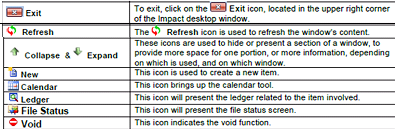 Exit
To exit, click on the Exit icon, located in the upper right corner
of the Impact desktop window.
Refresh
The Refresh icon is used to refresh the window's content.
Collapse & Expand
These icons are used to hide or present a section of a window, to
provide more space for one portion, or more information, depending
on which is used, and on which window.
New
This icon is used to create a new item.
Calendar
This icon brings up the calendar tool.
Ledger
This icon will present the ledger related to the item involved.
File Status
This icon will present the file status screen.
Void
This icon indicates the void function.